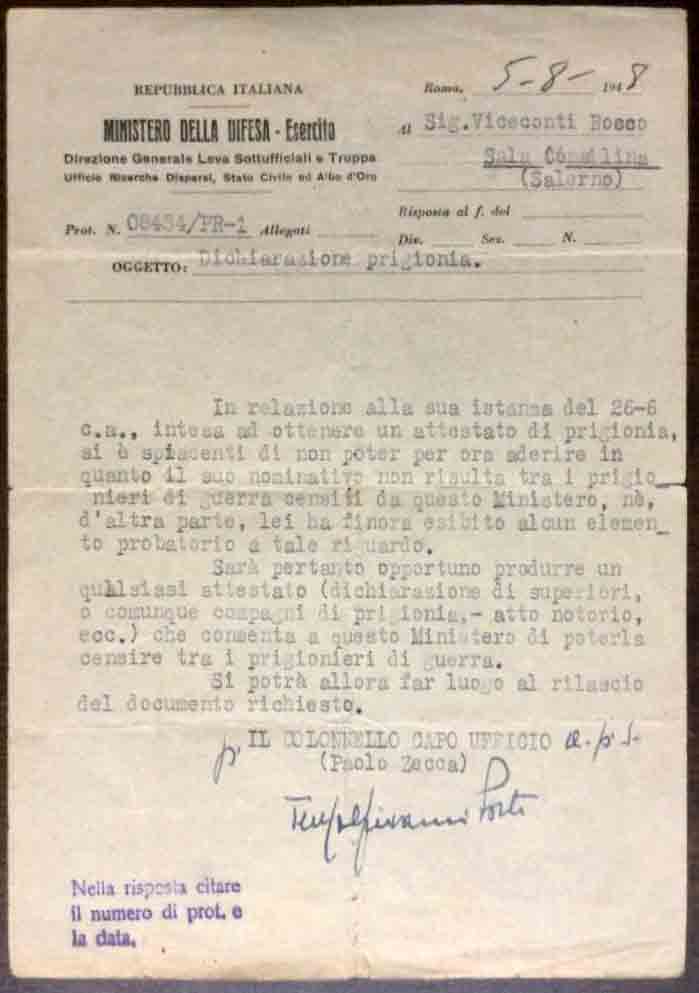 REPUBBLICA ITALIANA
MINISTERO DELLA DIFESA - Esercito
Direzione Generale Leva Sottufficiali e Truppa
Ufficio Ricerche Dispersi, Stato Civile ed Albo d'Oro
Prot. N. 08434/PR-1 Allegati
Roma, 5-8-1948
Al Sig. Viceconti Rocco
Sala Consilina
(Salerno)
Risposta al f. del
Div. Sez. N.
OGGETTO: Dichiarazione prigionia.
In relazione alla sua istanza del 26-6
c.a., intesa ad ottenere un attestato di prigionia,
si è spiacenti di non poter per ora aderire in
quanto il suo nominativo non risulta tra i prigio_
nieri di guerra censiti da questo Ministero, nè,
d'altra parte, lei ha finora esibito alcun elemen_
to probatorio a tale riguardo.
Sarà pertanto opportuno produrre un
qualsiasi attestato (dichiarazione di superiori,
o comunque compagni di prigionia,- atto notorio,
ecc.) che consenta a questo Ministero di poterla
censire tra i prigionieri di guerra.
Si potrà allora far luogo al rilascio
del documento richiesto.
p. IL COLONNELLO CAPO UFFICIO
(Paolo Zecca)
Nella risposta citare
il numero di prot. e
la data.